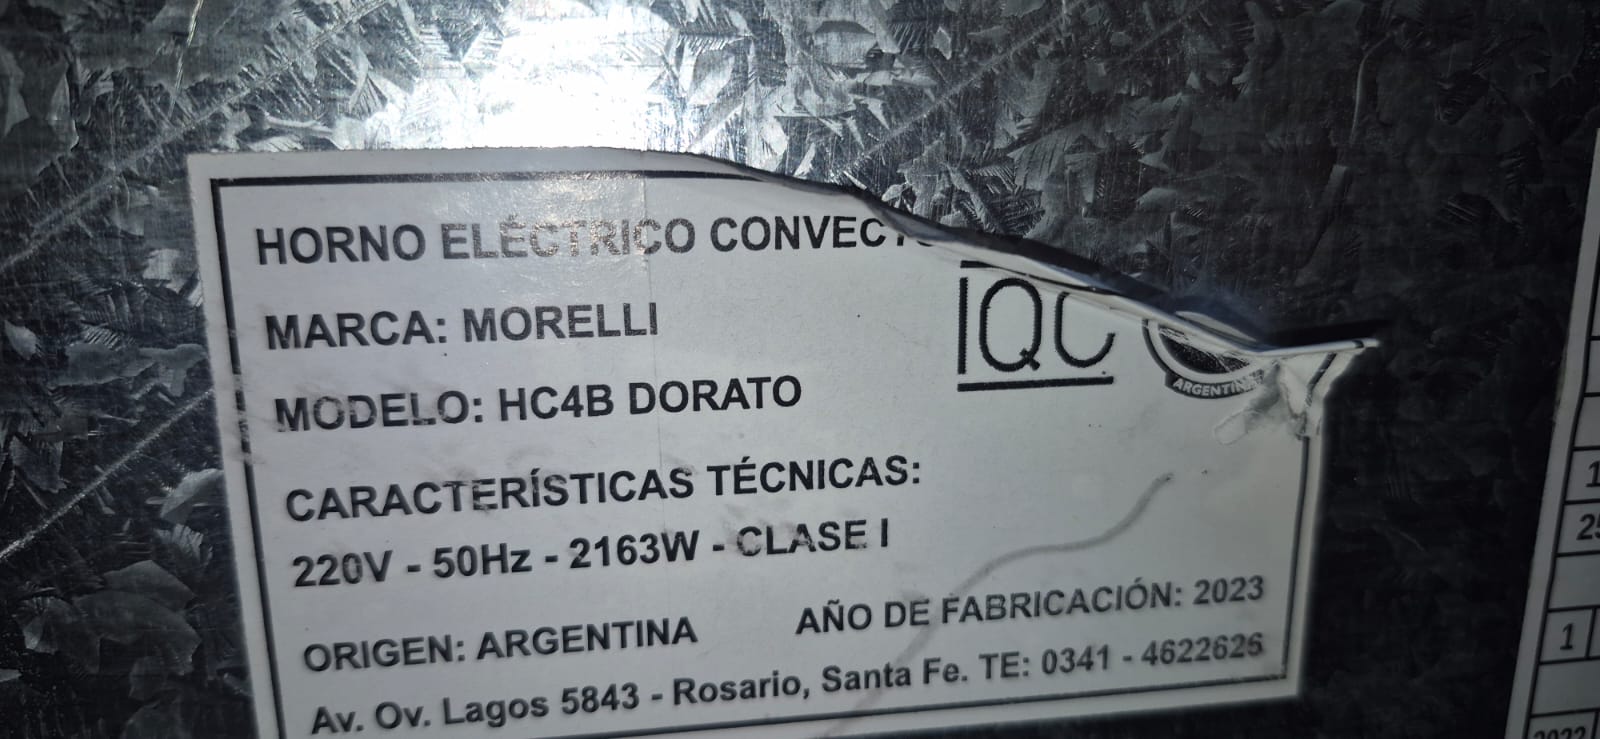 HORNO ELÉCTRICO
MARCA: MORELLI
IQC
ARGENTINA
MODELO: HC4B DORATO
CARACTERÍSTICAS TÉCNICAS:
220V - 50Hz - 2163W - CLASE I
ORIGEN: ARGENTINA AÑO DE FABRICACIÓN: 2023
Av. Ov. Lagos 5843 - Rosario, Santa Fe. TE: 0341 - 4622626
1